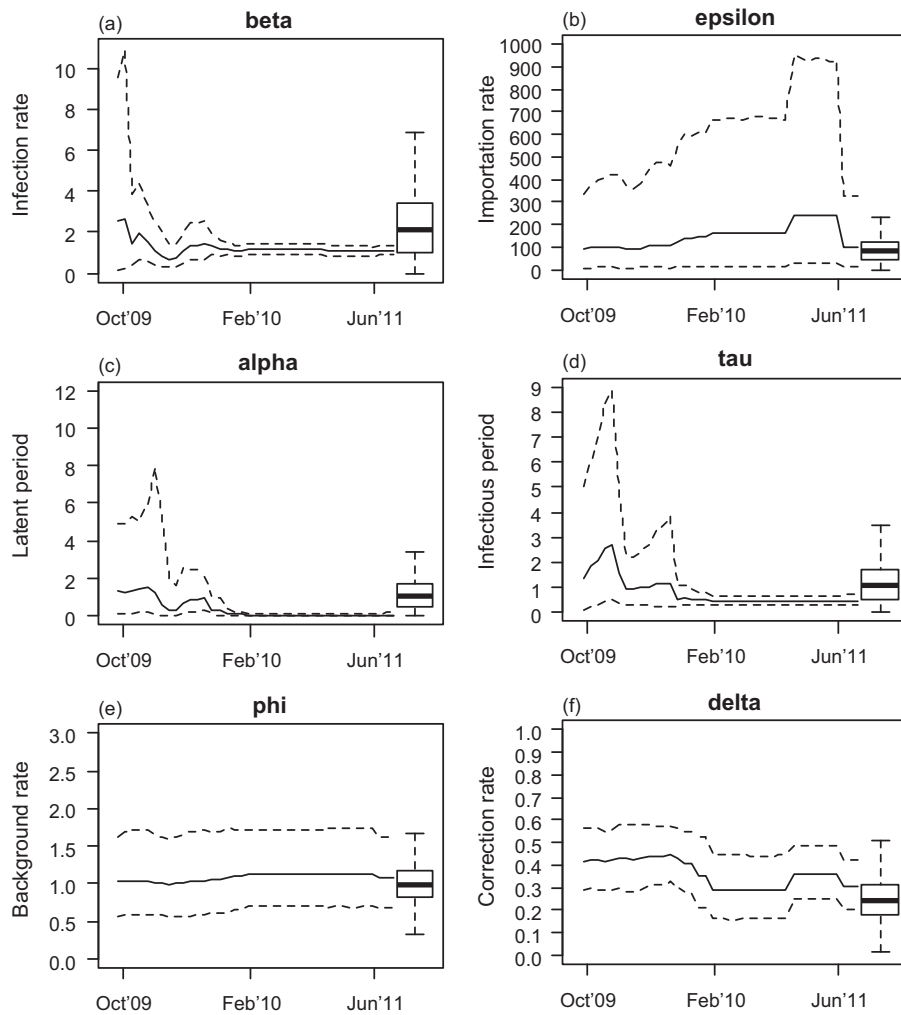 (a) beta
Infection rate
10
8
6
4
2
0
Oct'09 Feb'10 Jun'11
(b) epsilon
Importation rate
1000
900
800
700
600
500
400
300
200
100
0
Oct'09 Feb'10 Jun'11
(c) alpha
Latent period
12
10
8
6
4
2
0
Oct'09 Feb'10 Jun'11
(d) tau
Infectious period
9
8
7
6
5
4
3
2
1
0
Oct'09 Feb'10 Jun'11
(e) phi
Background rate
3.0
2.5
2.0
1.5
1.0
0.5
0.0
Oct'09 Feb'10 Jun'11
(f) delta
Correction rate
1.0
0.9
0.8
0.7
0.6
0.5
0.4
0.3
0.2
0.1
0.0
Oct'09 Feb'10 Jun'11